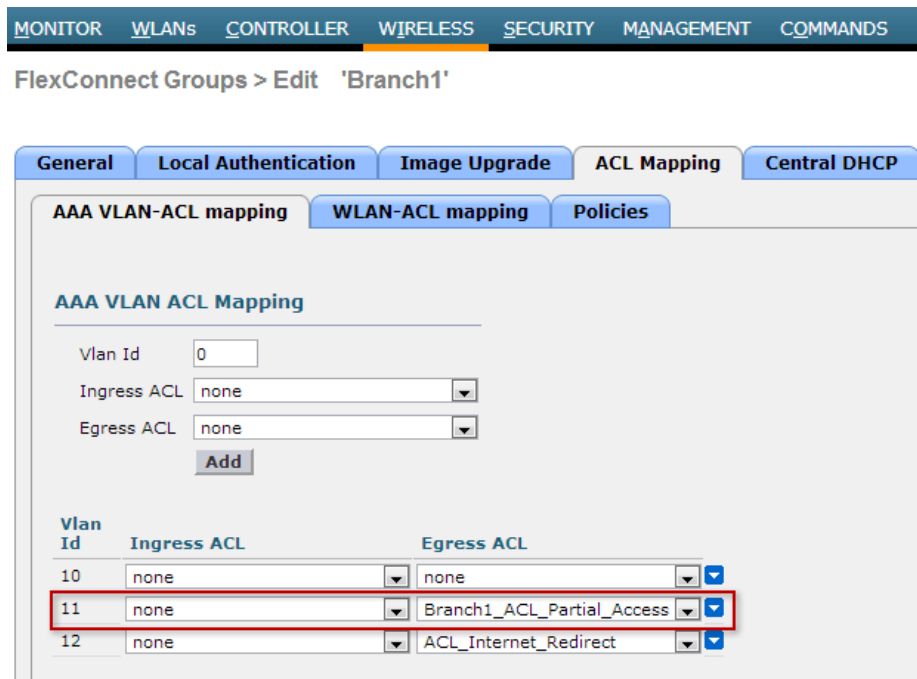 MONITOR WLANs CONTROLLER WIRELESS SECURITY MANAGEMENT COMMANDS
FlexConnect Groups > Edit 'Branch1'
General Local Authentication Image Upgrade ACL Mapping Central DHCP
AAA VLAN-ACL mapping WLAN-ACL mapping Policies
AAA VLAN ACL Mapping
Vlan Id 0
Ingress ACL none
Egress ACL none
Add
Vlan
Id Ingress ACL Egress ACL
10 none none
11 none Branch1_ACL_Partial_Access
12 none ACL_Internet_Redirect